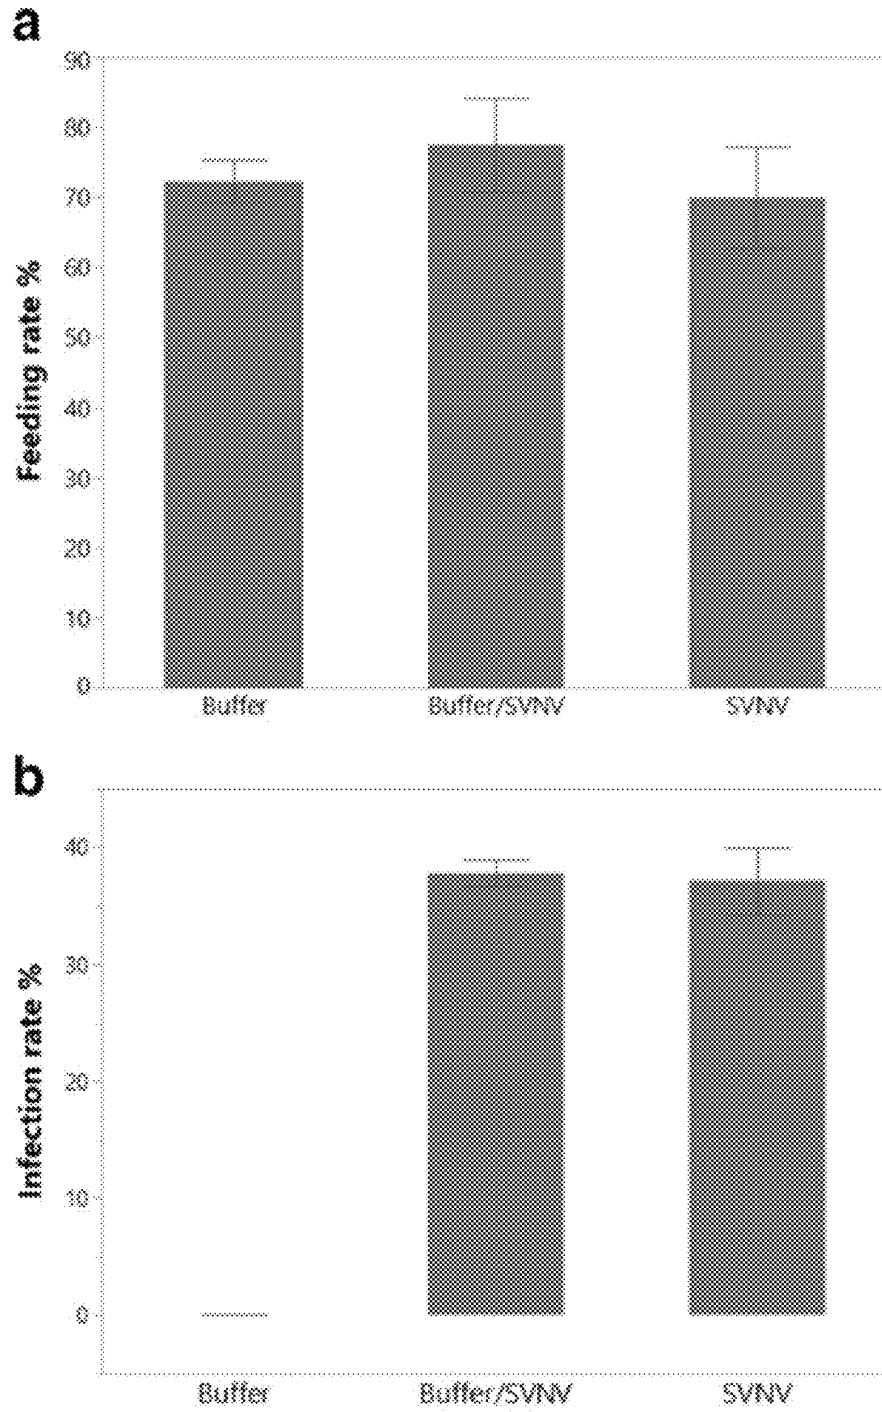 a
90
80
70
60
50
40
30
20
10
0
Feeding rate %
Buffer
Buffer/SVNV
SVNV
b
40
30
20
10
0
Infection rate %
Buffer
Buffer/SVNV
SVNV